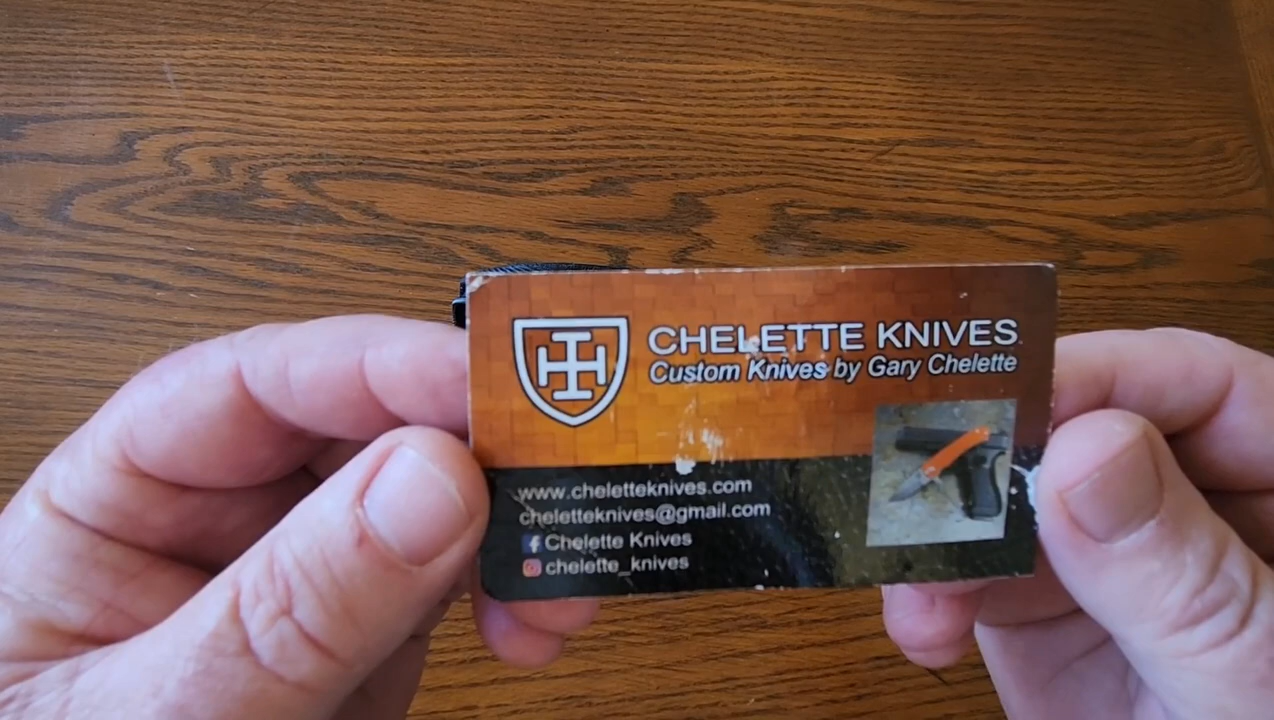 CHELETTE KNIVES
Custom Knives by Gary Chelette
www.cheletteknives.com
cheletteknives@gmail.com
Chelette Knives
chelette_knives